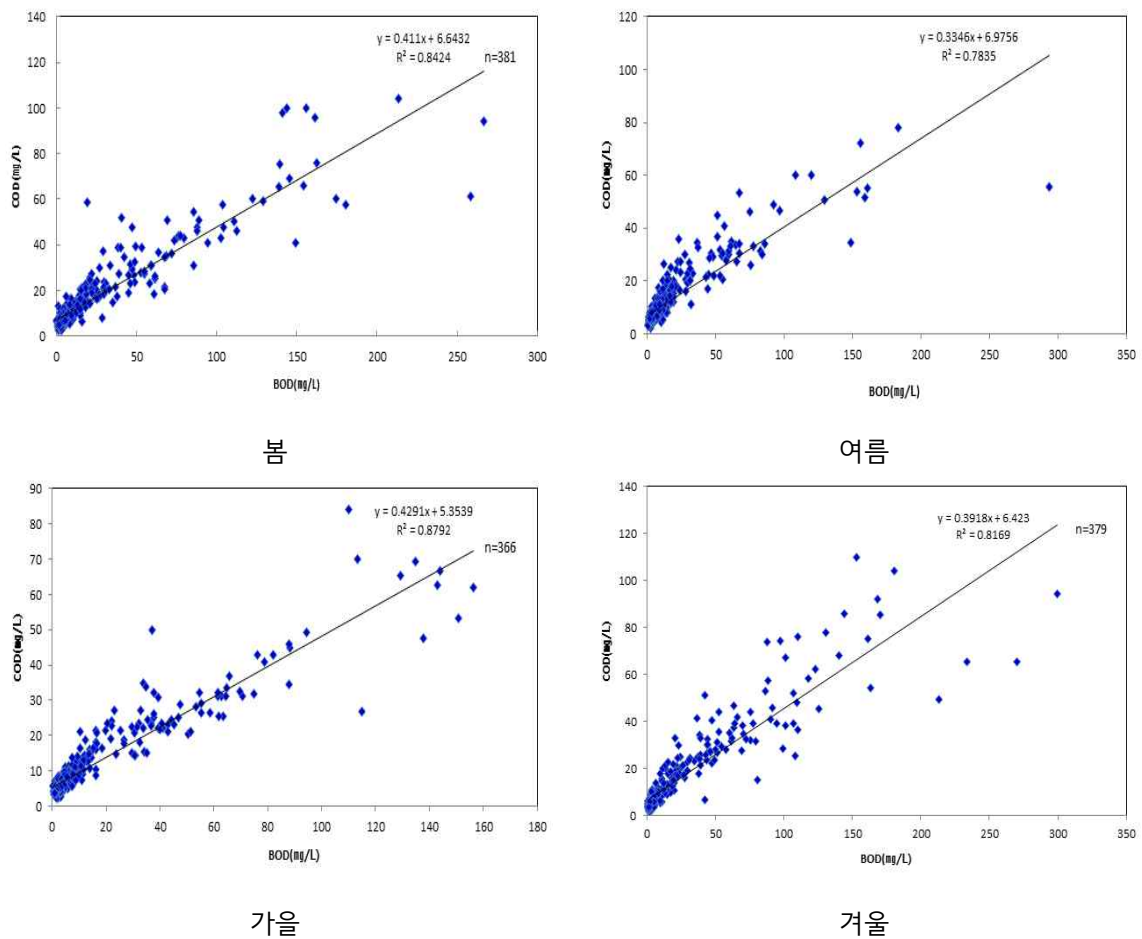 140
120
100
80
60
40
20
0
COD(㎎/L)
y = 0.411x + 6.6432
R² = 0.8424
n=381
0 50 100 150 200 250 300
BOD(㎎/L)
봄
120
100
80
60
40
20
0
COD(㎎/L)
y = 0.3346x + 6.9756
R² = 0.7835
0 50 100 150 200 250 300 350
BOD(㎎/L)
여름
90
80
70
60
50
40
30
20
10
0
COD(㎎/L)
y = 0.4291x + 5.3539
R² = 0.8792
n=366
0 20 40 60 80 100 120 140 160 180
BOD(㎎/L)
가을
140
120
100
80
60
40
20
0
COD(㎎/L)
y = 0.3918x + 6.423
R² = 0.8169
n=379
0 50 100 150 200 250 300 350
BOD(㎎/L)
겨울